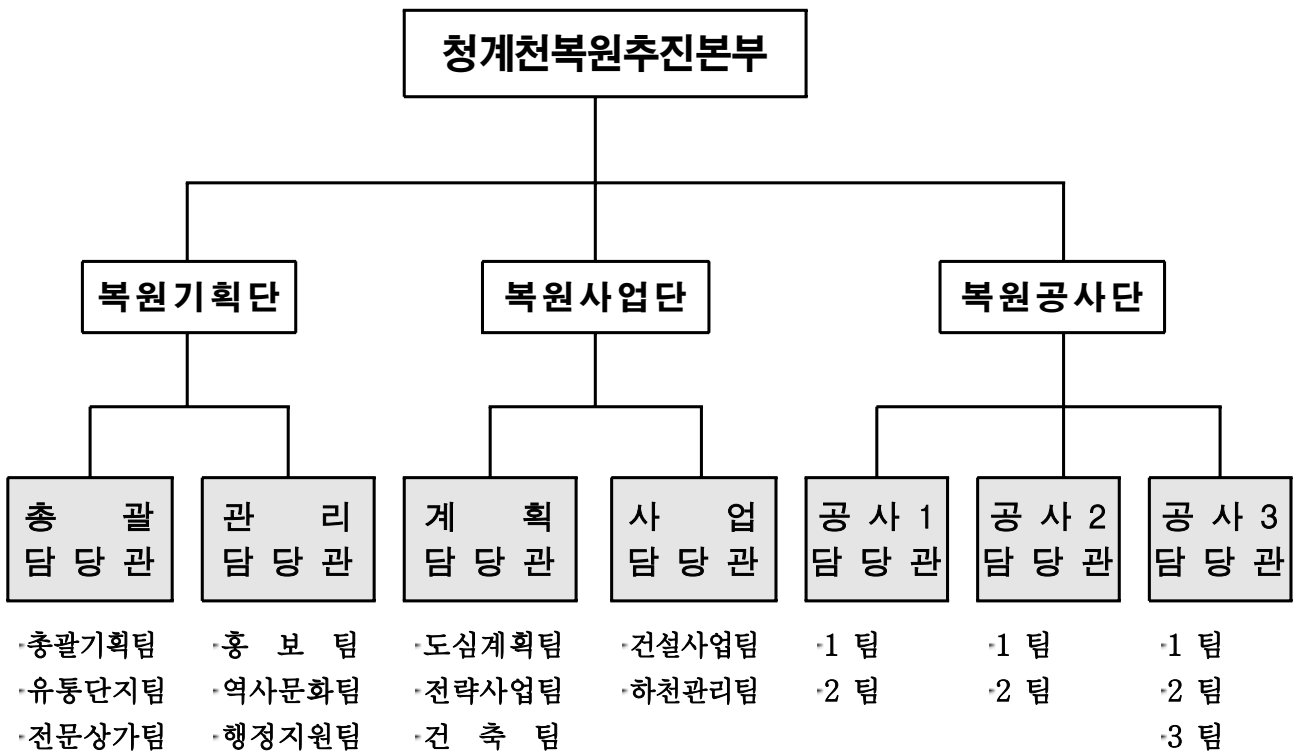 청계천복원추진본부
복원기획단
복원사업단
복원공사단
총 괄
담 당 관
관 리
담 당 관
계 획
담 당 관
사 업
담 당 관
공 사 1
담 당 관
공 사 2
담 당 관
공 사 3
담 당 관
·총괄기획팀
·유통단지팀
·전문상가팀
·홍 보 팀
·역사문화팀
·행정지원팀
·도심계획팀
·전략사업팀
·건 축 팀
·건설사업팀
·하천관리팀
·1 팀
·2 팀
·1 팀
·2 팀
·1 팀
·2 팀
·3 팀